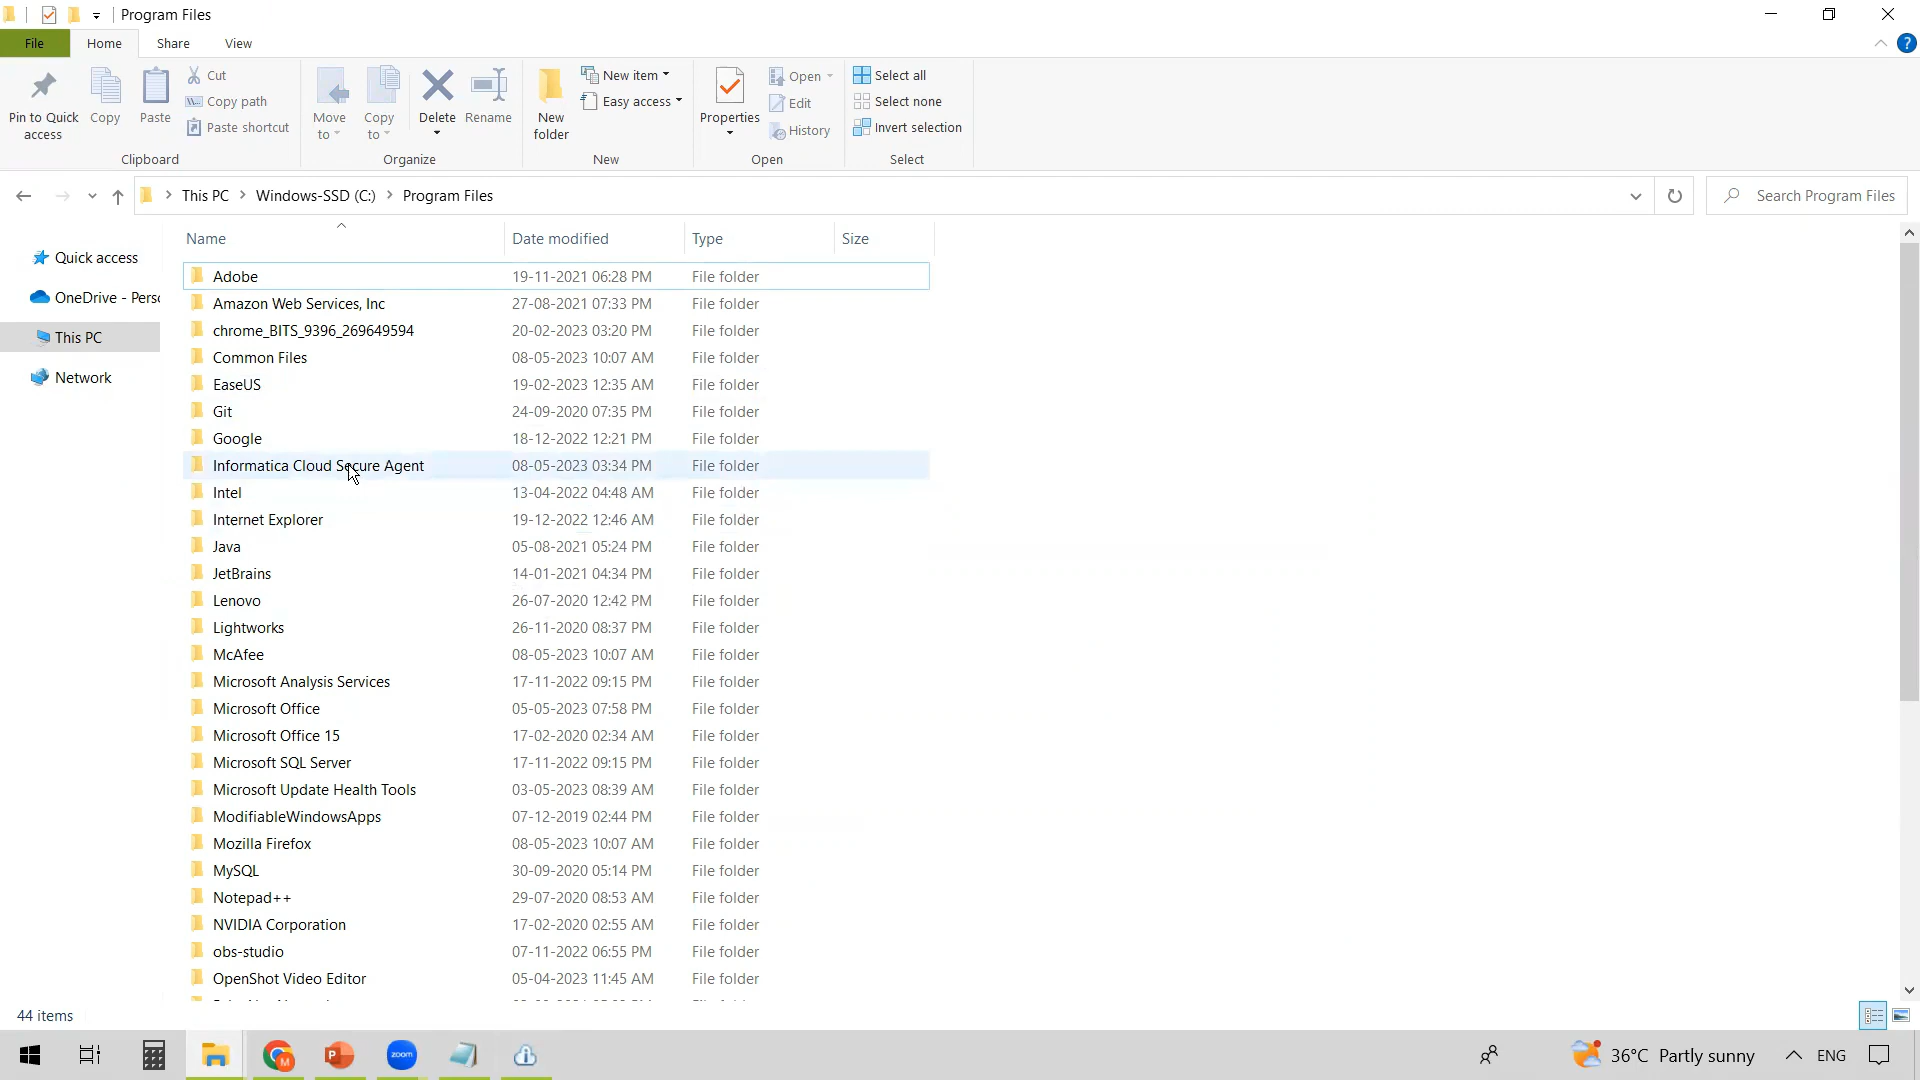 Program Files
File Home Share View
Pin to Quick access
Copy
Paste
Cut
Copy path
Paste shortcut
Clipboard
Move to
Copy to
Delete
Rename
Organize
New folder
New item
Easy access
New
Properties
Open
Edit
History
Open
Select all
Select none
Invert selection
Select
This PC Windows-SSD (C:) Program Files
Search Program Files
Quick access
OneDrive - Perso
This PC
Network
Name Date modified Type Size
Adobe 19-11-2021 06:28 PM File folder
Amazon Web Services, Inc 27-08-2021 07:33 PM File folder
chrome_BITS_9396_269649594 20-02-2023 03:20 PM File folder
Common Files 08-05-2023 10:07 AM File folder
EaseUS 19-02-2023 12:35 AM File folder
Git 24-09-2020 07:35 PM File folder
Google 18-12-2022 12:21 PM File folder
Informatica Cloud Secure Agent 08-05-2023 03:34 PM File folder
Intel 13-04-2022 04:48 AM File folder
Internet Explorer 19-12-2022 12:46 AM File folder
Java 05-08-2021 05:24 PM File folder
JetBrains 14-01-2021 04:34 PM File folder
Lenovo 26-07-2020 12:42 PM File folder
Lightworks 26-11-2020 08:37 PM File folder
McAfee 08-05-2023 10:07 AM File folder
Microsoft Analysis Services 17-11-2022 09:15 PM File folder
Microsoft Office 05-05-2023 07:58 PM File folder
Microsoft Office 15 17-02-2020 02:34 AM File folder
Microsoft SQL Server 17-11-2022 09:15 PM File folder
Microsoft Update Health Tools 03-05-2023 08:39 AM File folder
ModifiableWindowsApps 07-12-2019 02:44 PM File folder
Mozilla Firefox 08-05-2023 10:07 AM File folder
MySQL 30-09-2020 05:14 PM File folder
Notepad++ 29-07-2020 08:53 AM File folder
NVIDIA Corporation 17-02-2020 02:55 AM File folder
obs-studio 07-11-2022 06:55 PM File folder
OpenShot Video Editor 05-04-2023 11:45 AM File folder
44 items
zoom
36°C Partly sunny
ENG